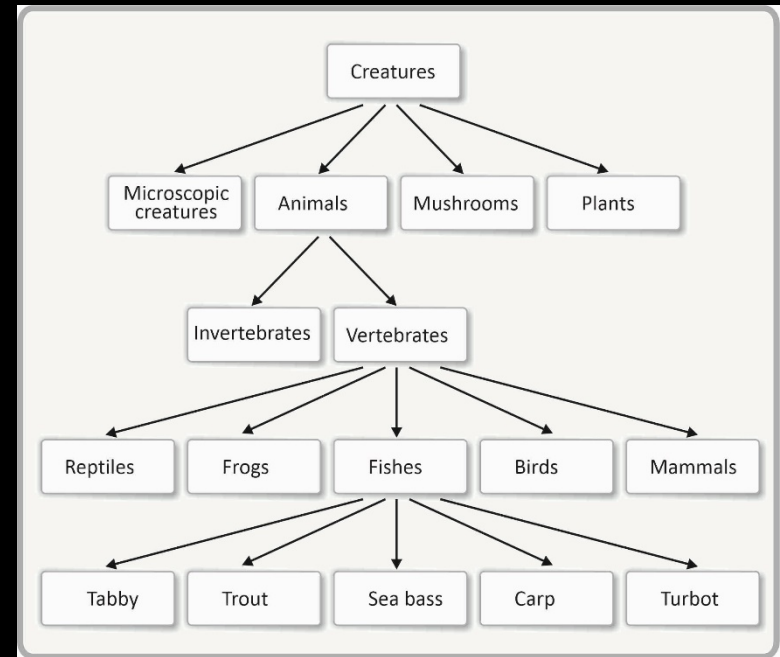 Creatures
Microscopic
creatures
Animals
Mushrooms
Plants
Invertebrates
Vertebrates
Reptiles
Frogs
Fishes
Birds
Mammals
Tabby
Trout
Sea bass
Carp
Turbot